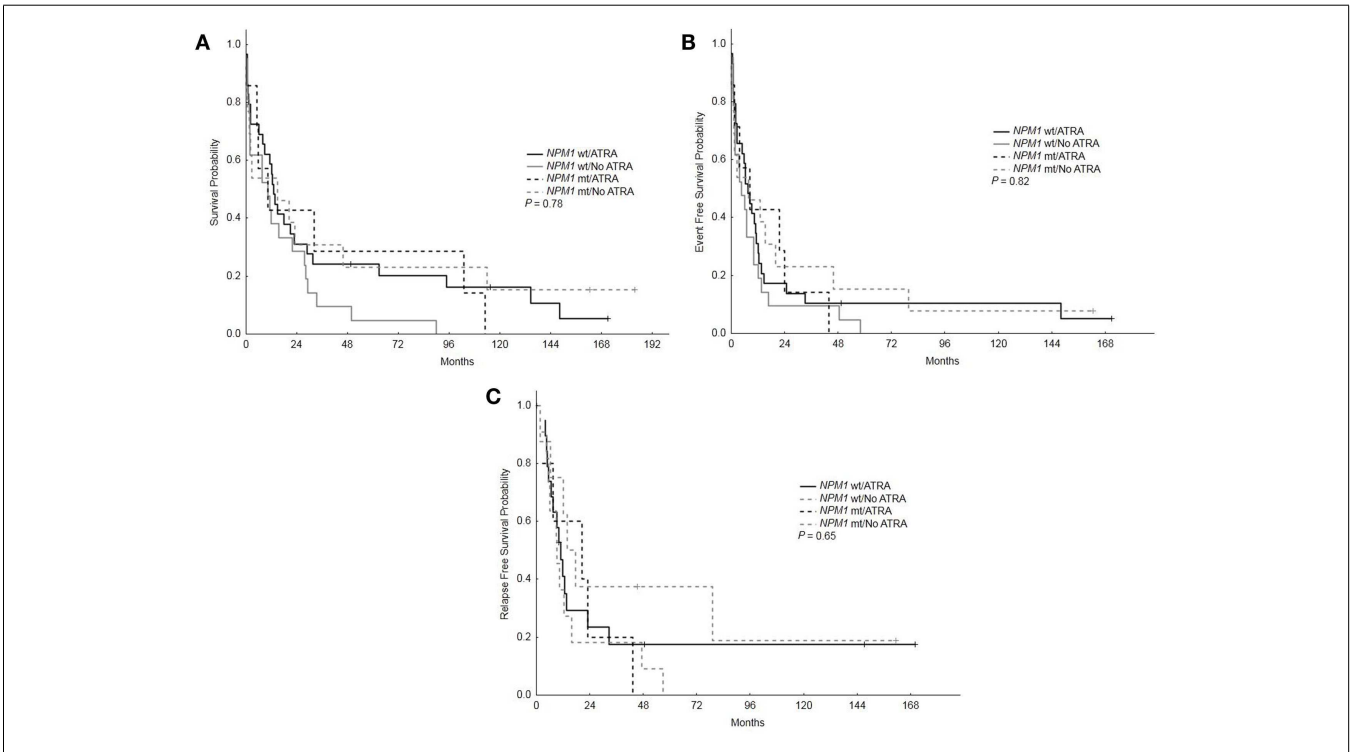 A
1.0
0.8
0.6
0.4
0.2
0.0
Survival Probability
0 24 48 72 96 120 144 168 192
Months
NPM1 wt/ATRA
NPM1 wt/No ATRA
NPM1 mt/ATRA
NPM1 mt/No ATRA
P = 0.78
B
1.0
0.8
0.6
0.4
0.2
0.0
Event Free Survival Probability
0 24 48 72 96 120 144 168
Months
NPM1 wt/ATRA
NPM1 wt/No ATRA
NPM1 mt/ATRA
NPM1 mt/No ATRA
P = 0.82
C
1.0
0.8
0.6
0.4
0.2
0.0
Relapse Free Survival Probability
0 24 48 72 96 120 144 168
Months
NPM1 wt/ATRA
NPM1 wt/No ATRA
NPM1 mt/ATRA
NPM1 mt/No ATRA
P = 0.65